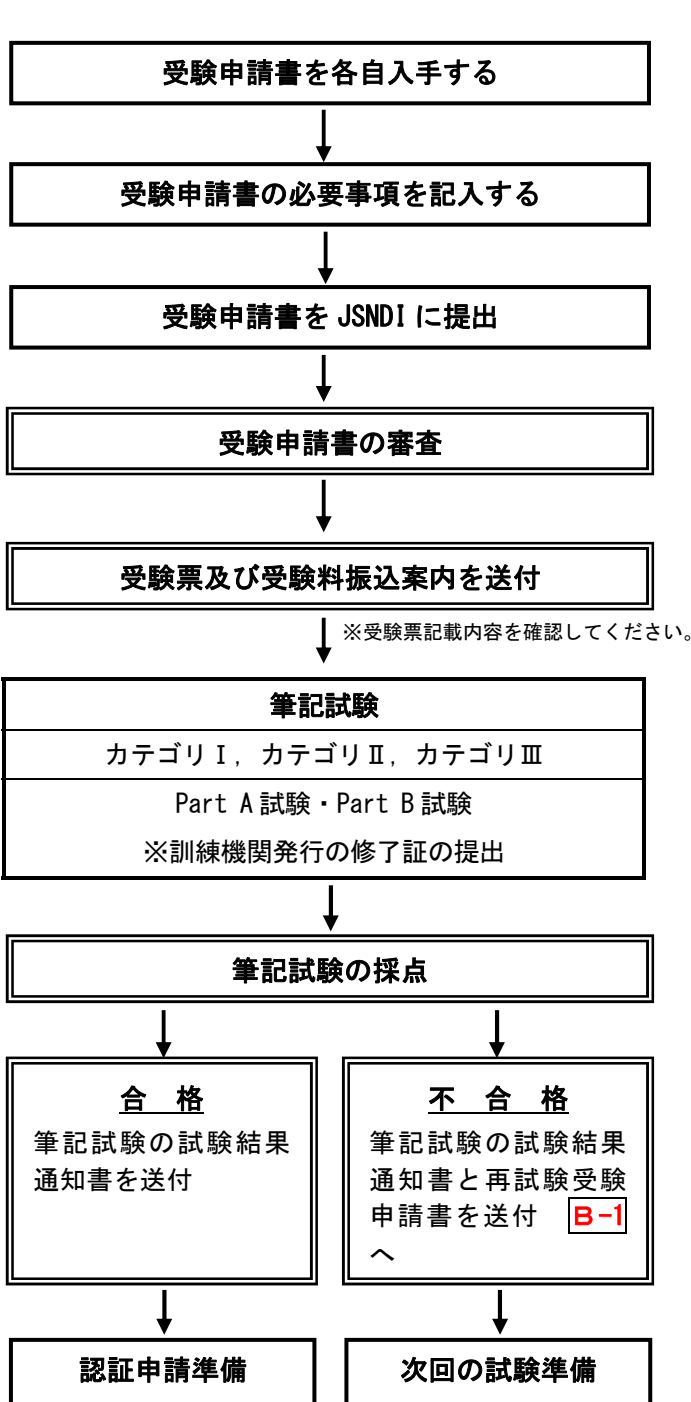 受験申請書を各自入手する
受験申請書の必要事項を記入する
受験申請書を JSNDI に提出
受験申請書の審査
受験票及び受験料振込案内を送付
※受験票記載内容を確認してください。
筆記試験
カテゴリⅠ, カテゴリⅡ, カテゴリⅢ
Part A 試験・Part B 試験
※訓練機関発行の修了証の提出
筆記試験の採点
合 格
筆記試験の試験結果
通知書を送付
不 合 格
筆記試験の試験結果
通知書と再試験受験
申請書を送付 B-1
へ
認証申請準備
次回の試験準備